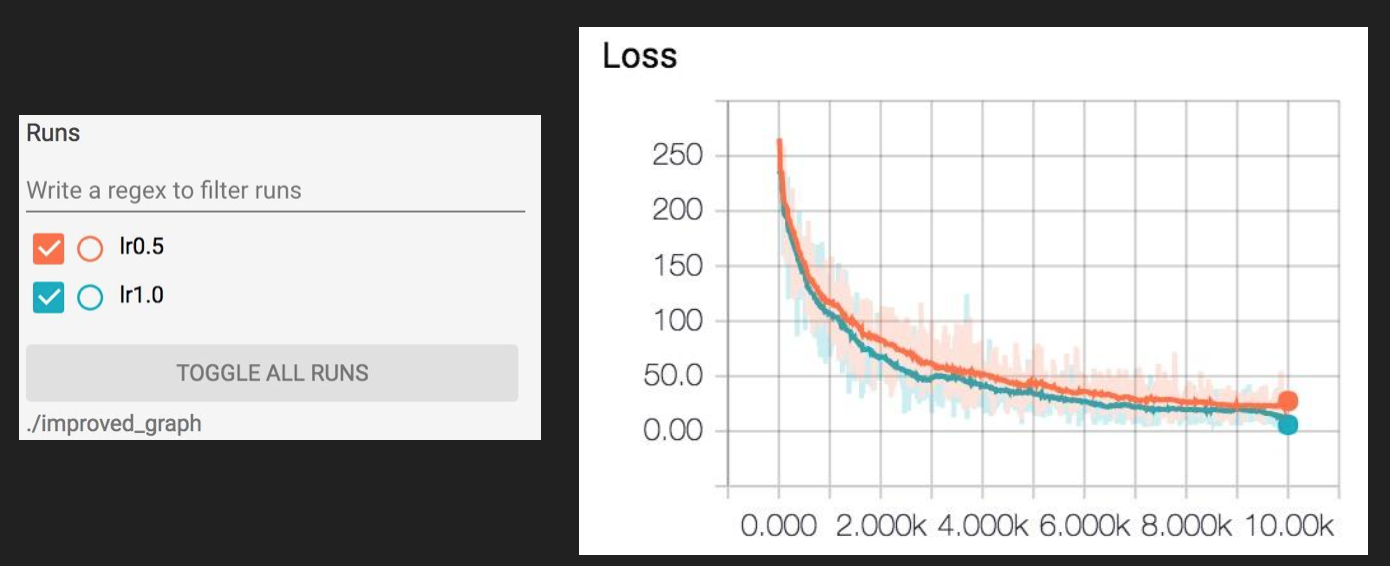 Runs
Write a regex to filter runs
lr0.5
lr1.0
TOGGLE ALL RUNS
./improved_graph
Loss
250
200
150
100
50.0
0.00
0.000 2.000k 4.000k 6.000k 8.000k 10.00k